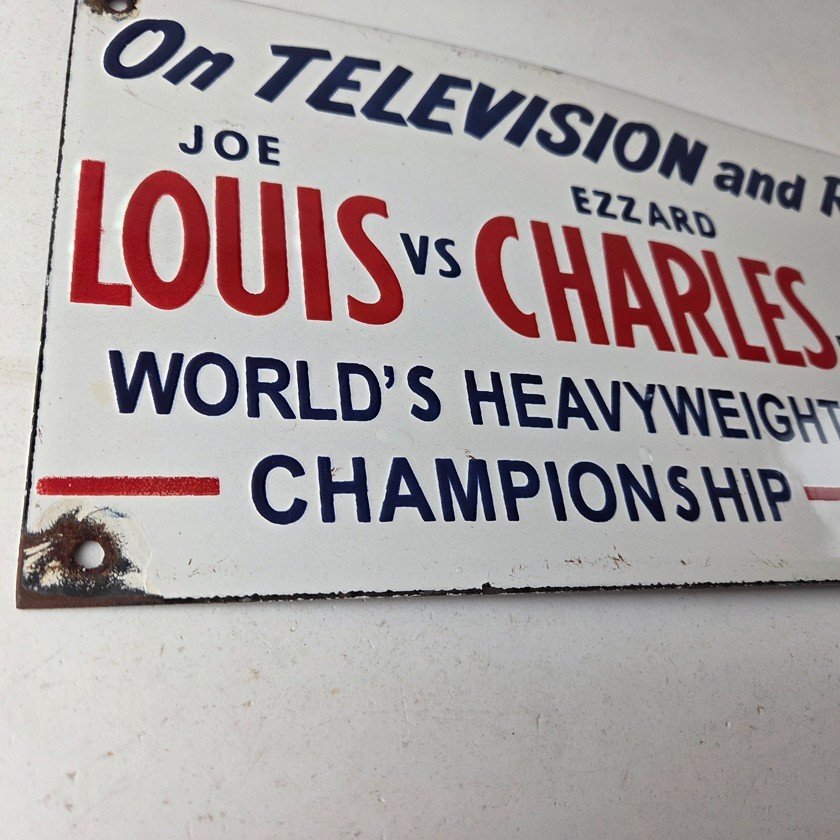 On TELEVISION and R
JOE
EZZARD
LOUIS VS CHARLES
WORLD'S HEAVYWEIGHT
CHAMPIONSHIP